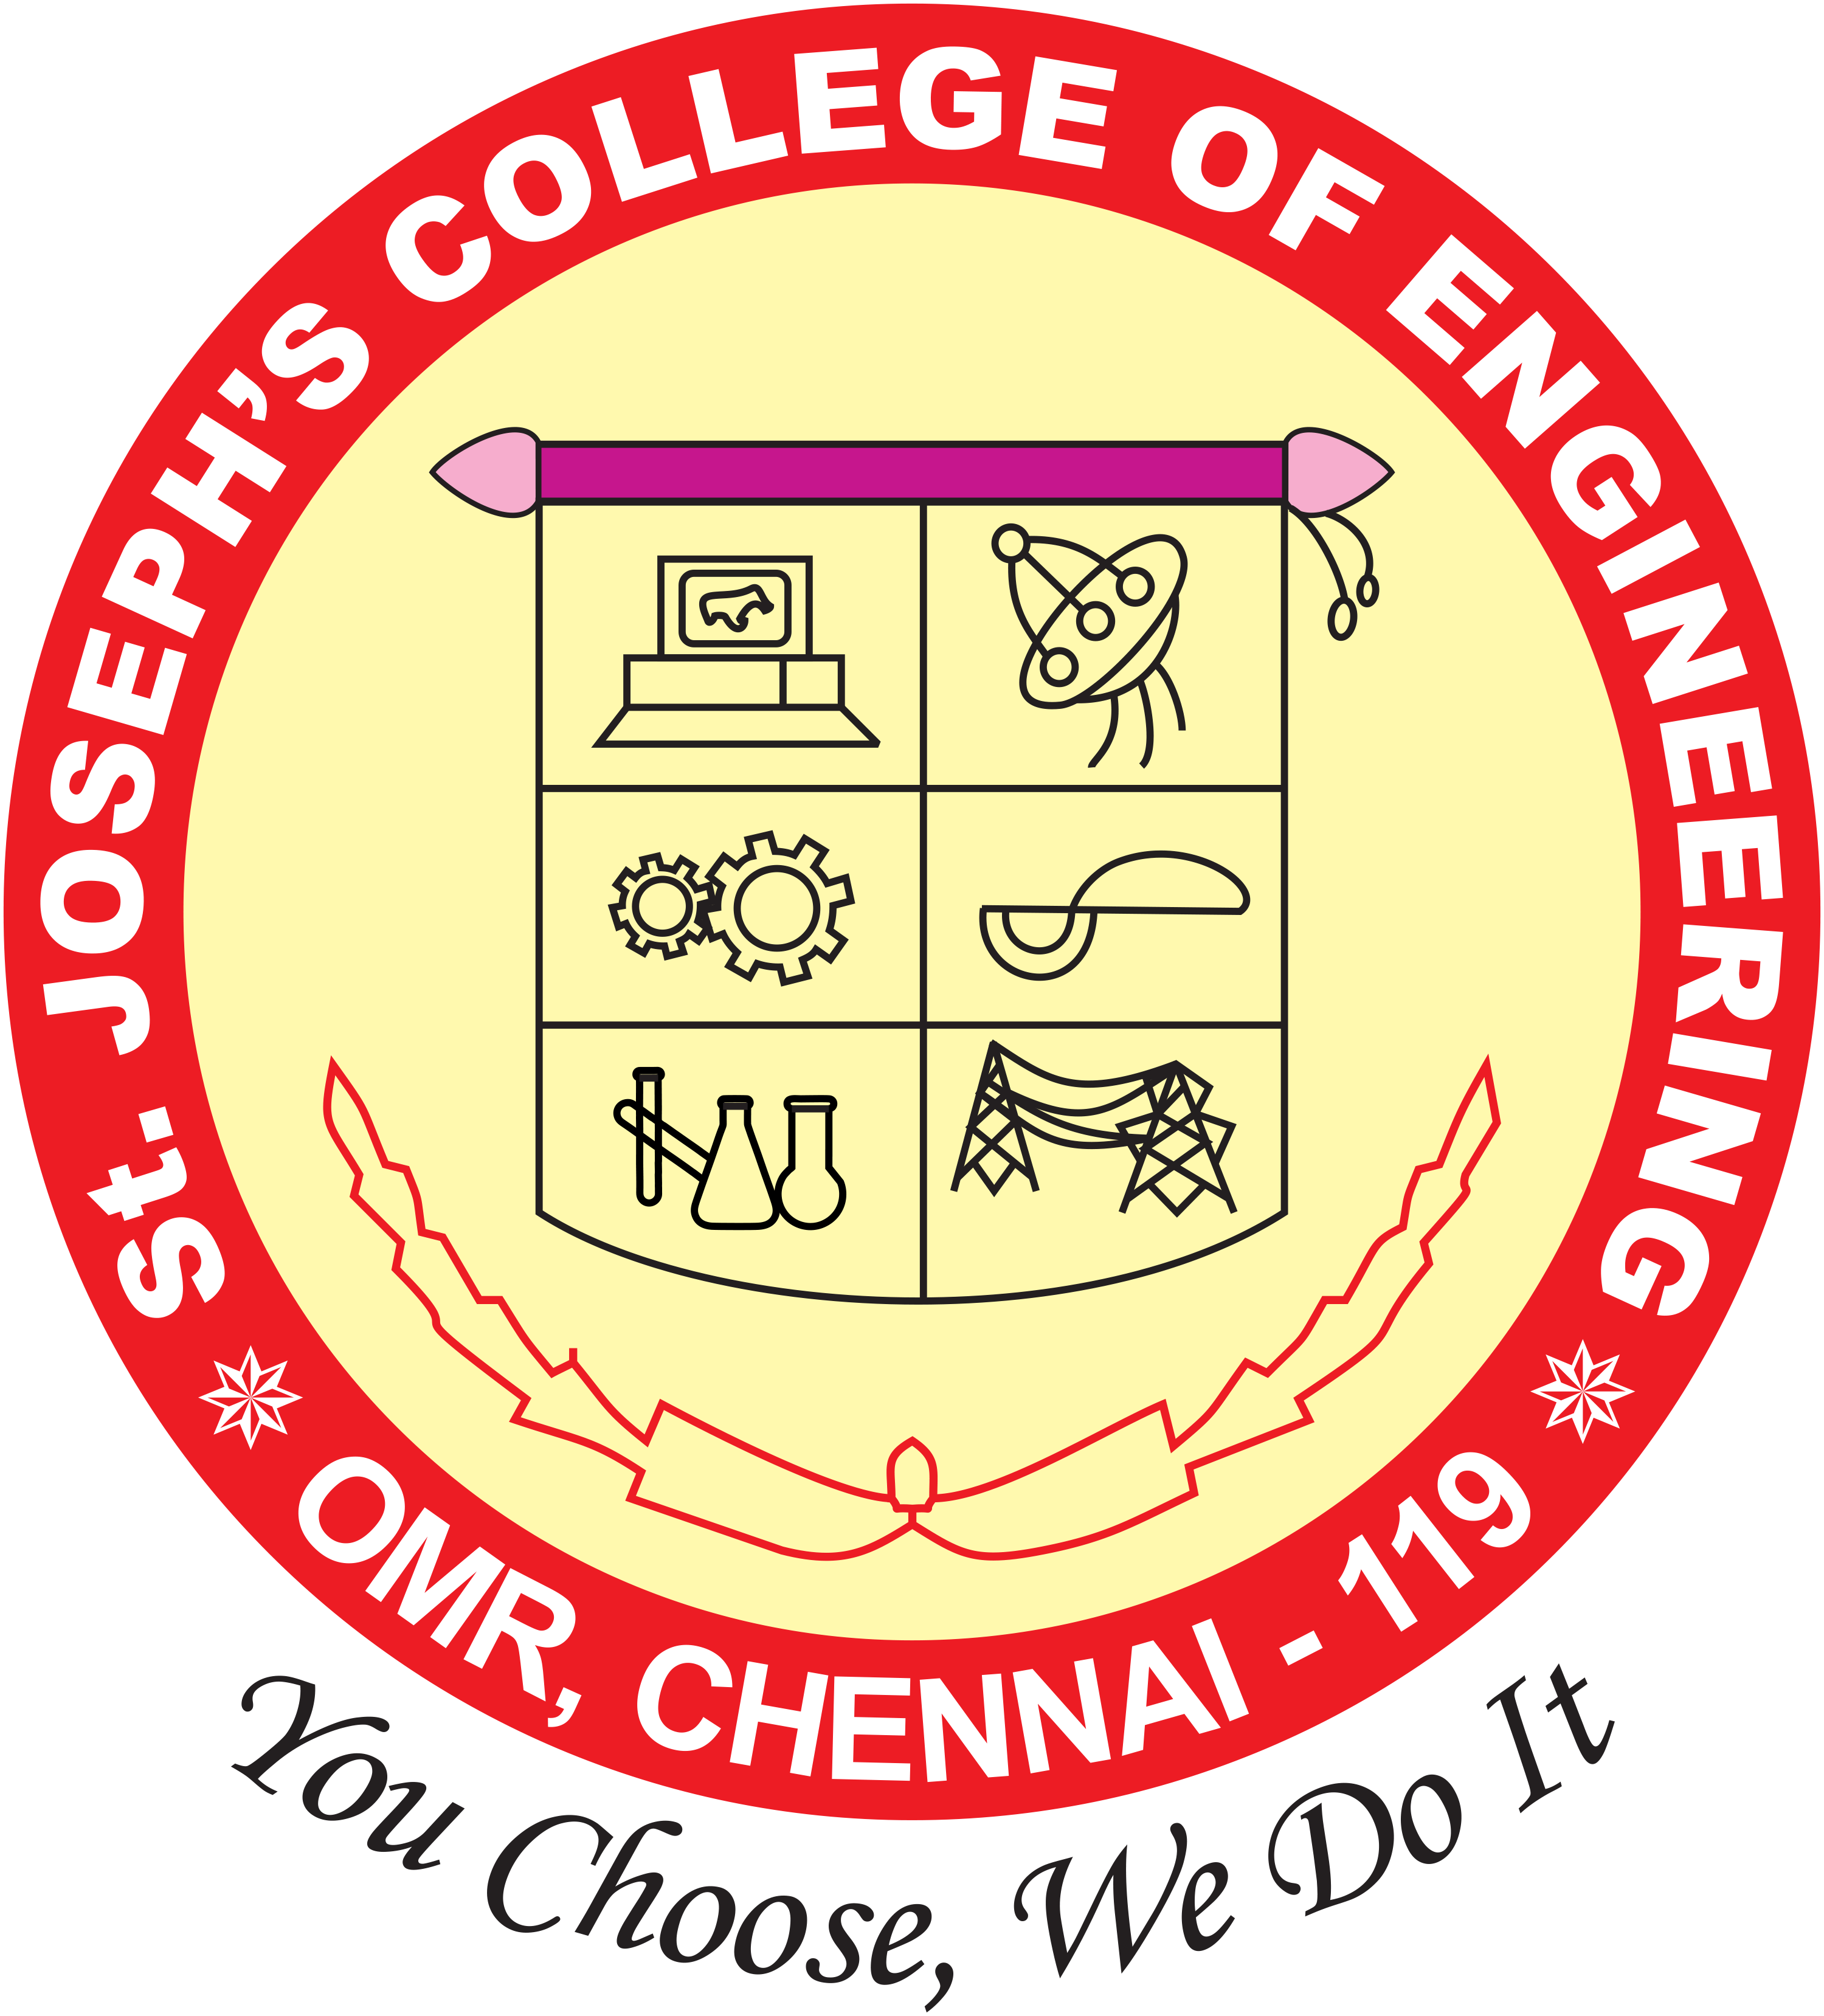 St. JOSEPH'S COLLEGE OF ENGINEERING
OMR, CHENNAI - 119
You Choose, We Do It